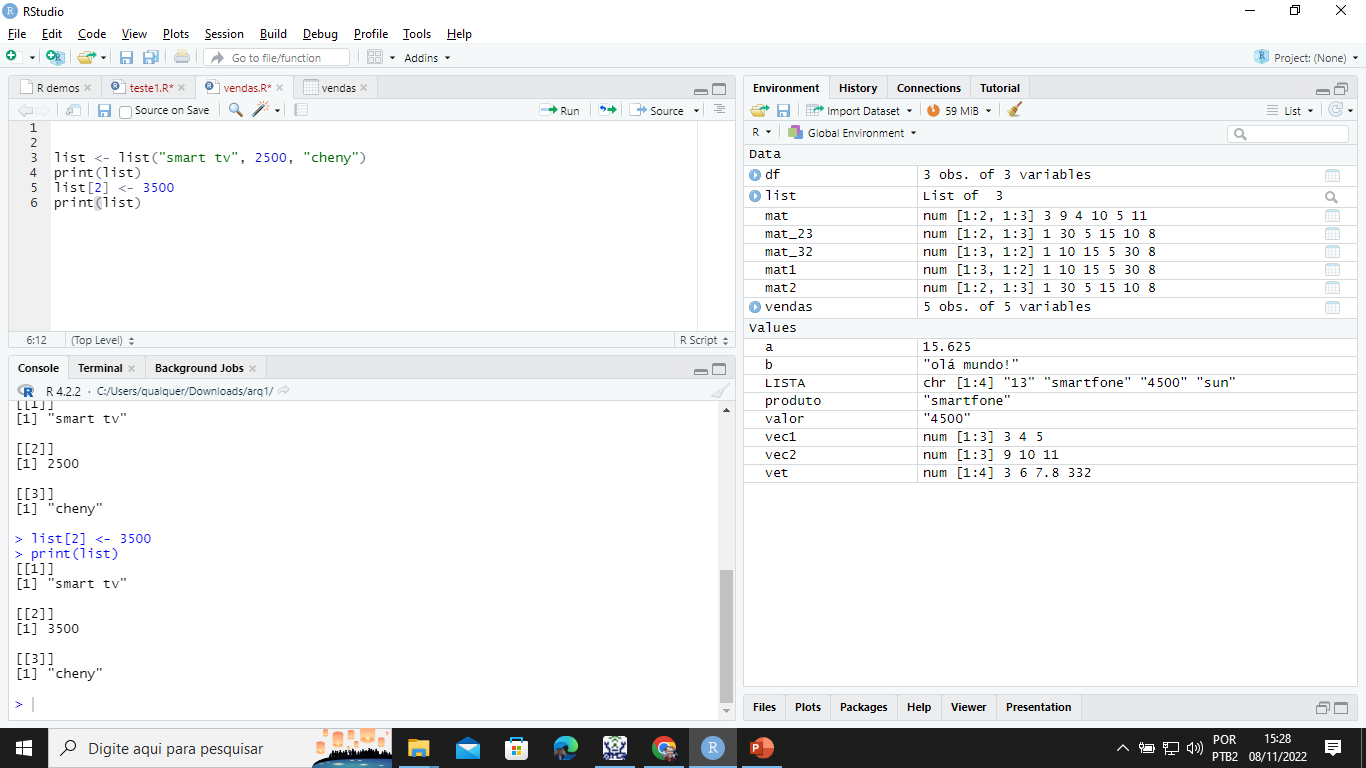 RStudio
File Edit Code View Plots Session Build Debug Profile Tools Help
Go to file/function Addins Project: (None)
R demos teste1.R* vendas.R* vendas
Source on Save Run Source
1
2
3 list <- list("smart tv", 2500, "cheny")
4 print(list)
5 list[2] <- 3500
6 print(list)
6:12 (Top Level) R Script
Console Terminal Background Jobs
R 4.2.2 · C:/Users/qualquer/Downloads/arq1/
[[1]]
[1] "smart tv"
[[2]]
[1] 2500
[[3]]
[1] "cheny"
> list[2] <- 3500
> print(list)
[[1]]
[1] "smart tv"
[[2]]
[1] 3500
[[3]]
[1] "cheny"
>
Environment History Connections Tutorial
Import Dataset 59 MiB List
R Global Environment
Data
df 3 obs. of 3 variables
list List of 3
mat num [1:2, 1:3] 3 9 4 10 5 11
mat_23 num [1:2, 1:3] 1 30 5 15 10 8
mat_32 num [1:3, 1:2] 1 10 15 5 30 8
mat1 num [1:3, 1:2] 1 10 15 5 30 8
mat2 num [1:2, 1:3] 1 30 5 15 10 8
vendas 5 obs. of 5 variables
Values
a 15.625
b "olá mundo!"
LISTA chr [1:4] "13" "smartfone" "4500" "sun"
produto "smartfone"
valor "4500"
vec1 num [1:3] 3 4 5
vec2 num [1:3] 9 10 11
vet num [1:4] 3 6 7.8 332
Files Plots Packages Help Viewer Presentation
Digite aqui para pesquisar
POR 15:28
PTB2 08/11/2022